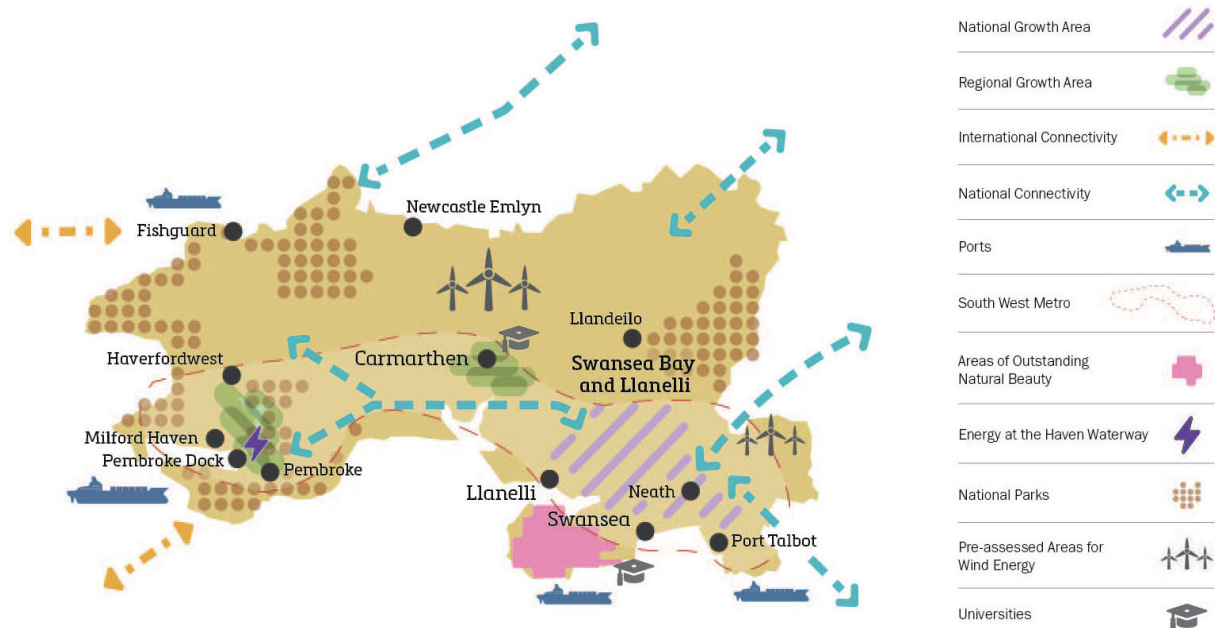 Newcastle Emlyn
Fishguard
Llandeilo
Haverfordwest
Carmarthen
Swansea Bay
and Llanelli
Milford Haven
Pembroke Dock
Pembroke
Llanelli
Neath
Swansea
Port Talbot
National Growth Area
Regional Growth Area
International Connectivity
National Connectivity
Ports
South West Metro
Areas of Outstanding
Natural Beauty
Energy at the Haven Waterway
National Parks
Pre-assessed Areas for
Wind Energy
Universities